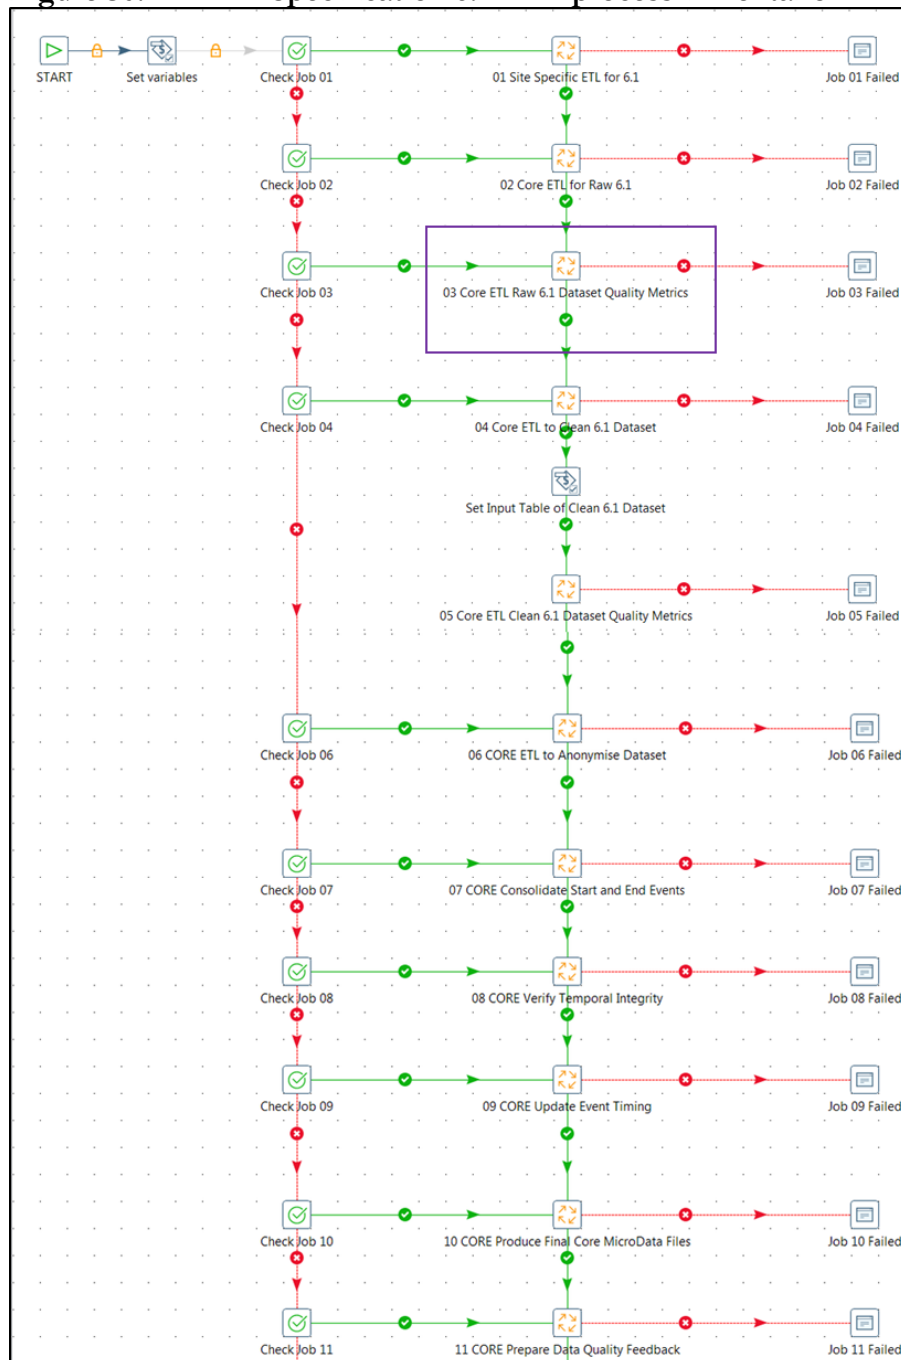 START
Set variables
Check Job 01
01 Site Specific ETL for 6.1
Job 01 Failed
Check Job 02
02 Core ETL for Raw 6.1
Job 02 Failed
Check Job 03
03 Core ETL Raw 6.1 Dataset Quality Metrics
Job 03 Failed
Check Job 04
04 Core ETL to Clean 6.1 Dataset
Job 04 Failed
Set Input Table of Clean 6.1 Dataset
05 Core ETL Clean 6.1 Dataset Quality Metrics
Job 05 Failed
Check Job 06
06 CORE ETL to Anonymise Dataset
Job 06 Failed
Check Job 07
07 CORE Consolidate Start and End Events
Job 07 Failed
Check Job 08
08 CORE Verify Temporal Integrity
Job 08 Failed
Check Job 09
09 CORE Update Event Timing
Job 09 Failed
Check Job 10
10 CORE Produce Final Core MicroData Files
Job 10 Failed
Check Job 11
11 CORE Prepare Data Quality Feedback
Job 11 Failed